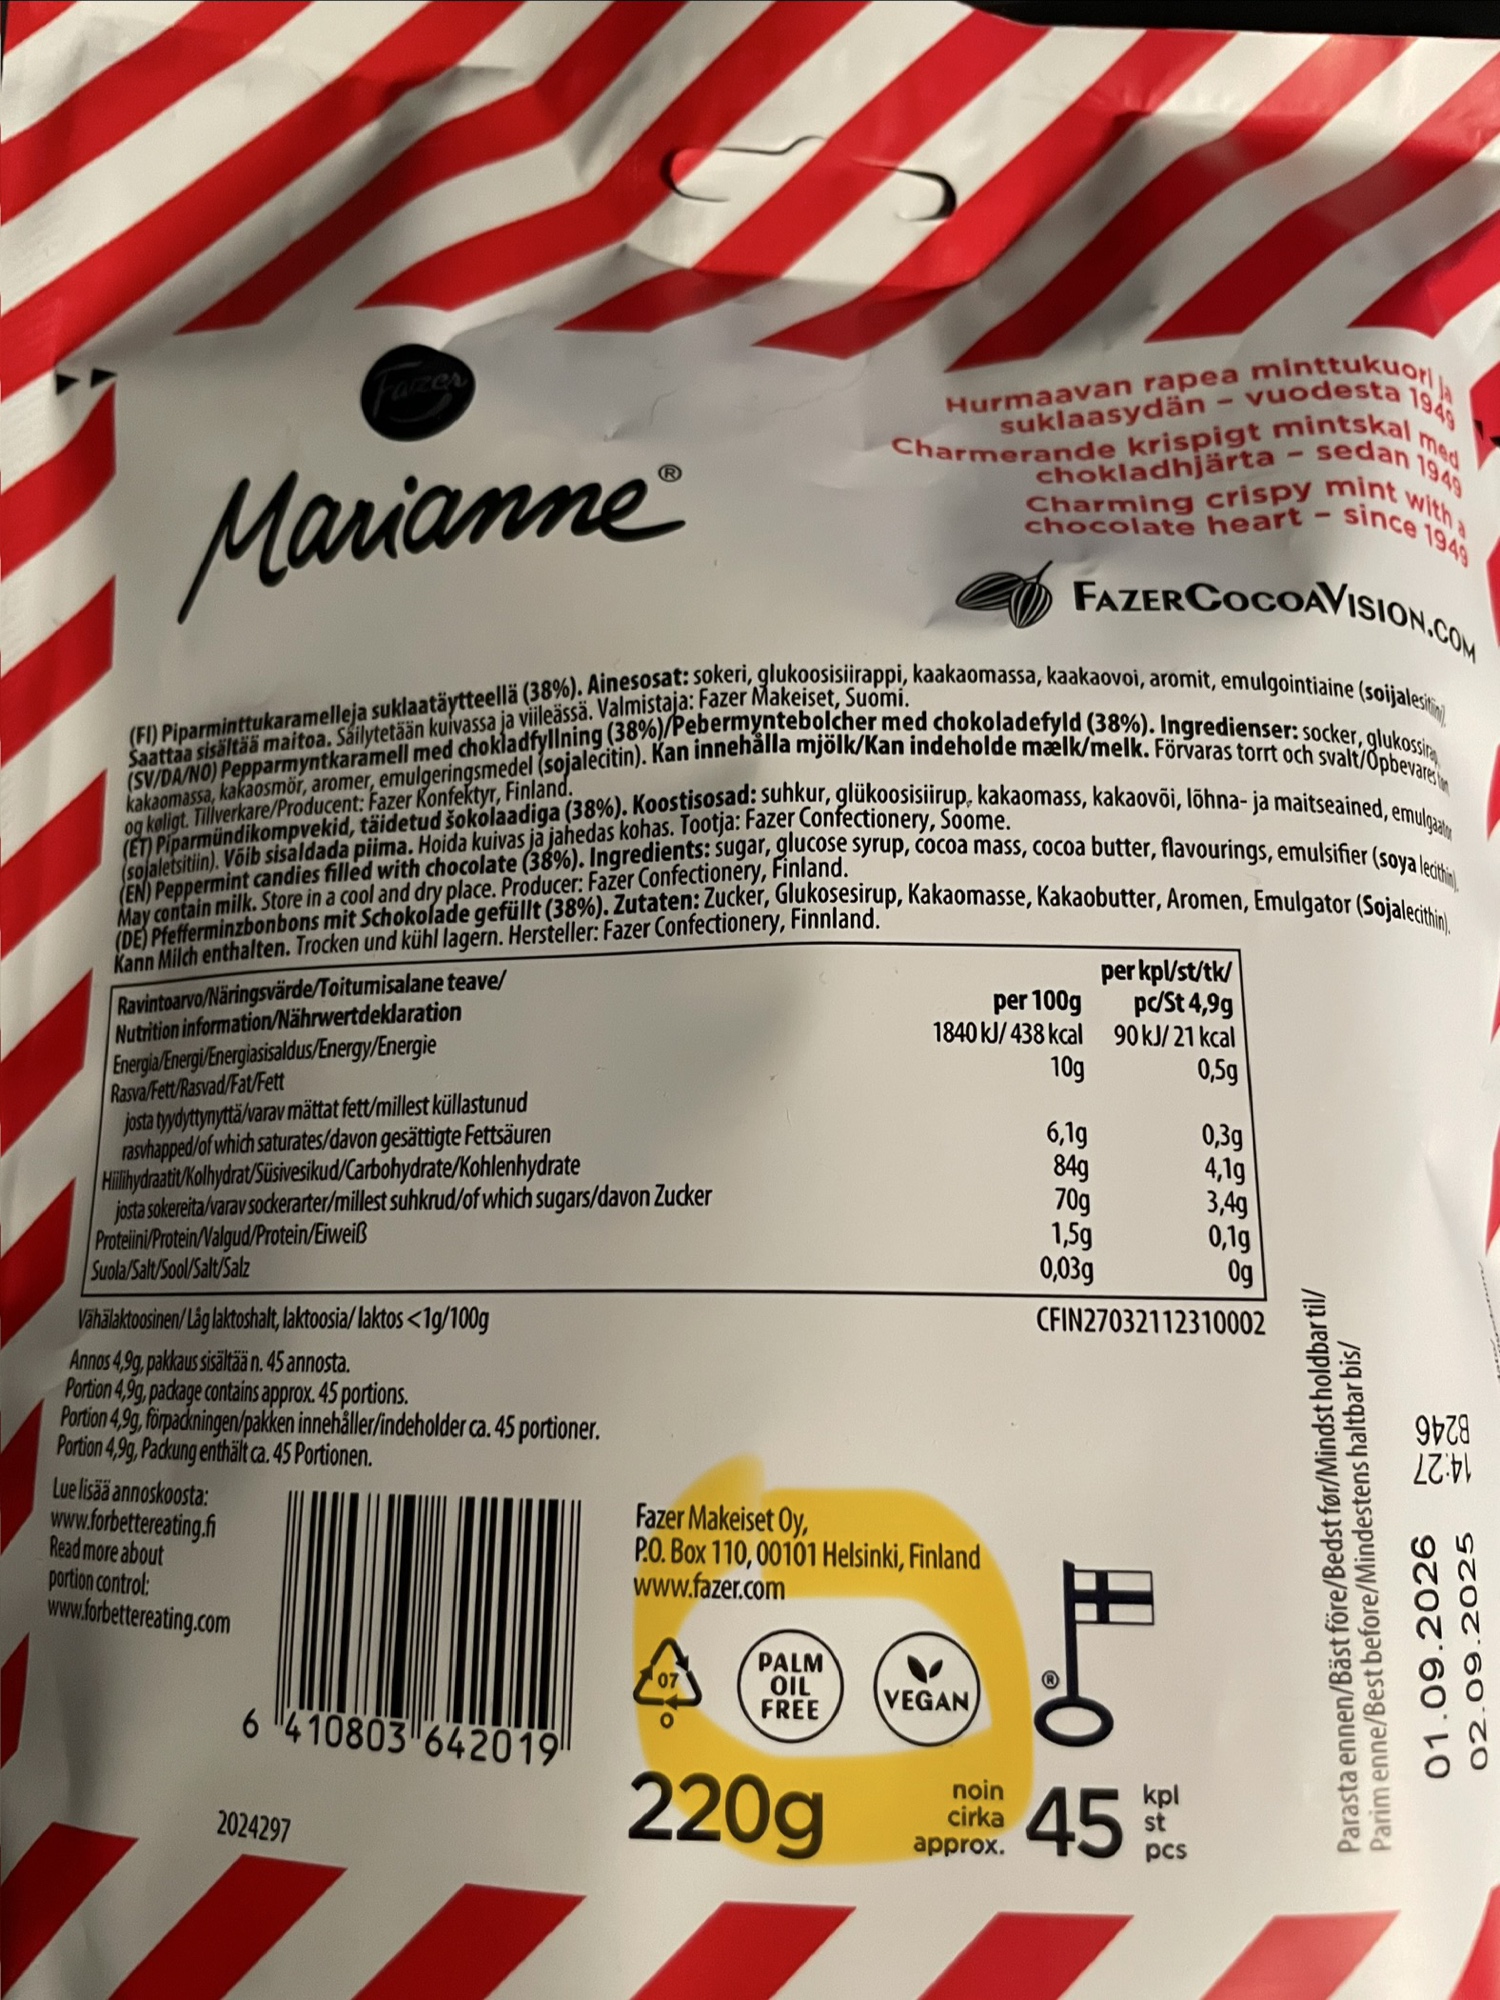 Fazer
Marianne®
Hurmaavan rapea minttukuori ja
suklaasydän – vuodesta 1949
Charmerande krispigt mintskal med
chokladhjärta – sedan 1949
Charming crispy mint with a
chocolate heart – since 1949
FAZERCOCOAVISION.COM
(FI) Piparminttukaramelleja suklaatäytteellä (38%). Ainesosat: sokeri, glukoosisiirappi, kaakaomassa, kaakaovoi, aromit, emulgointiaine (soijalesitiini).
Saattaa sisältää maitoa. Säilytetään kuivassa ja viileässä. Valmistaja: Fazer Makeiset, Suomi.
(SV/DA/NO) Pepparmyntkaramell med chokladfyllning (38%)/Pebermyntebolcher med chokoladefyld (38%). Ingredienser: socker, glukossirap,
kakaomassa, kakaosmör, aromer, emulgeringsmedel (sojalecitin). Kan innehålla mjölk/Kan indeholde mælk/melk. Förvaras torrt och svalt/Opbevares tørt
og køligt. Tillverkare/Producent: Fazer Konfektyr, Finland.
(ET) Piparmündikompvekid, täidetud šokolaadiga (38%). Koostisosad: suhkur, glükoosisiirup, kakaomass, kakaovõi, lõhna- ja maitseained, emulgaator
(sojaletsitiin). Võib sisaldada piima. Hoida kuivas ja jahedas kohas. Tootja: Fazer Confectionery, Soome.
(EN) Peppermint candies filled with chocolate (38%). Ingredients: sugar, glucose syrup, cocoa mass, cocoa butter, flavourings, emulsifier (soya lecithin).
May contain milk. Store in a cool and dry place. Producer: Fazer Confectionery, Finland.
(DE) Pfefferminzbonbons mit Schokolade gefüllt (38%). Zutaten: Zucker, Glukosesirup, Kakaomasse, Kakaobutter, Aromen, Emulgator (Sojalecithin).
Kann Milch enthalten. Trocken und kühl lagern. Hersteller: Fazer Confectionery, Finnland.
Ravintoarvo/Näringsvärde/Toitumisalane teave/ per kpl/st/tk/
Nutrition information/Nährwertdeklaration per 100g pc/St 4,9g
Energia/Energi/Energiasisaldus/Energy/Energie 1840 kJ/ 438 kcal 90 kJ/ 21 kcal
Rasva/Fett/Rasvad/Fat/Fett 10g 0,5g
josta tyydyttynyttä/varav mättat fett/millest küllastunud
rasvhapped/of which saturates/davon gesättigte Fettsäuren 6,1g 0,3g
Hiilihydraatit/Kolhydrat/Süsivesikud/Carbohydrate/Kohlenhydrate 84g 4,1g
josta sokereita/varav sockerarter/millest suhkrud/of which sugars/davon Zucker 70g 3,4g
Proteiini/Protein/Valgud/Protein/Eiweiß 1,5g 0,1g
Suola/Salt/Sool/Salt/Salz 0,03g 0g
Vähälaktoosinen/ Låg laktoshalt, laktoosia/ laktos <1g/100g
CFIN27032112310002
Annos 4,9g, pakkaus sisältää n. 45 annosta.
Portion 4,9g, package contains approx. 45 portions.
Portion 4,9g, förpackningen/pakken innehåller/indeholder ca. 45 portioner.
Portion 4,9g, Packung enthält ca. 45 Portionen.
Lue lisää annoskoosta:
www.forbettereating.fi
Read more about
portion control:
www.forbettereating.com
6 410803 642019
2024297
Fazer Makeiset Oy,
P.O. Box 110, 00101 Helsinki, Finland
www.fazer.com
07
O
PALM
OIL
FREE
VEGAN
®
220g
noin
cirka
approx.
45
kpl
st
pcs
Parasta ennen/Bäst före/Bedst før/Mindst holdbar til/
Parim enne/Best before/Mindestens haltbar bis/
01.09.2026 14:27 B246
02.09.2025